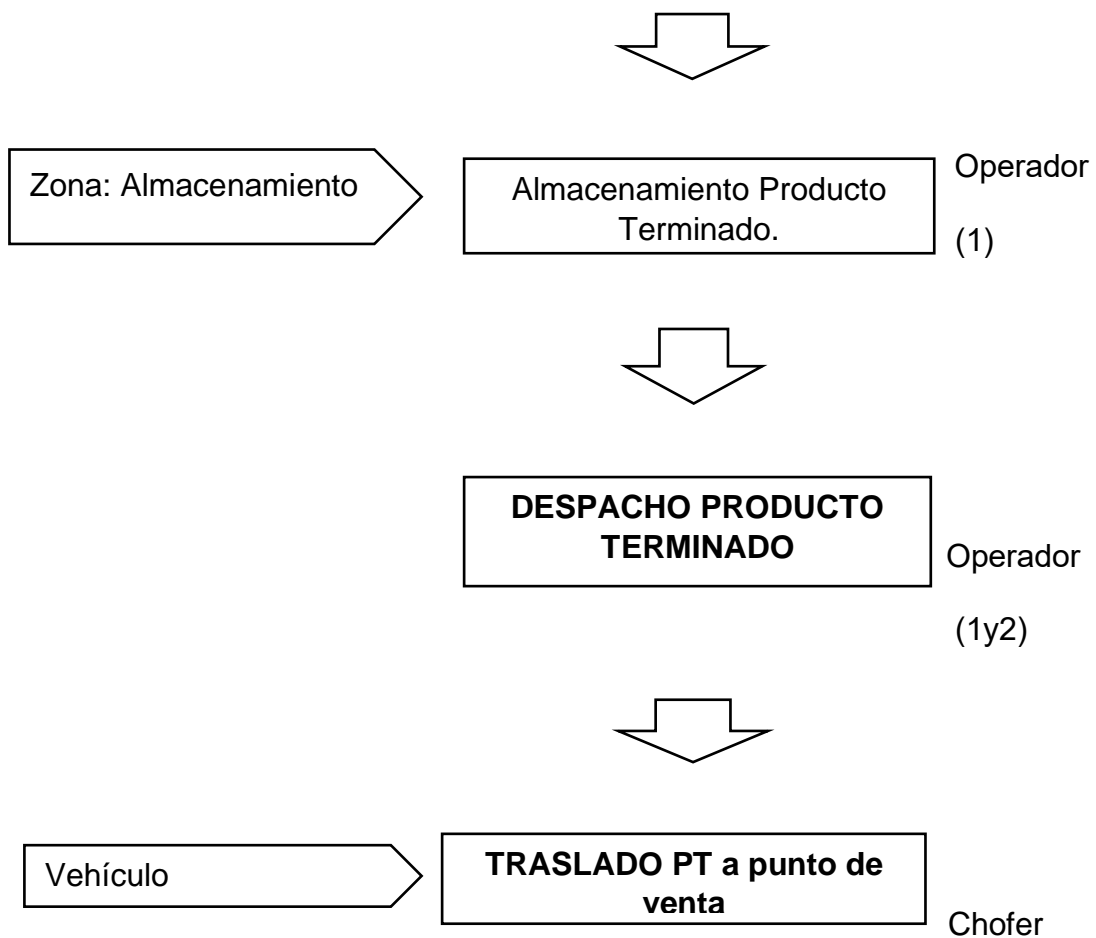 Zona: Almacenamiento
Almacenamiento Producto
Terminado.
Operador
(1)
DESPACHO PRODUCTO
TERMINADO
Operador
(1y2)
Vehículo
TRASLADO PT a punto de
venta
Chofer